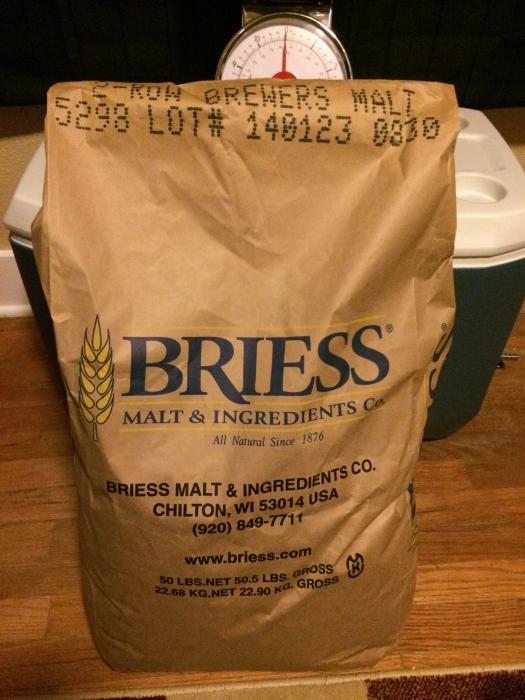 2-ROW BREWERS MALT
5298 LOT# 140123 0830
BRIESS®
MALT & INGREDIENTS Co.
All Natural Since 1876
BRIESS MALT & INGREDIENTS CO.
CHILTON, WI 53014 USA
(920) 849-7711
www.briess.com
50 LBS.NET 50.5 LBS. GROSS
22.68 KG.NET 22.90 KG. GROSS
K